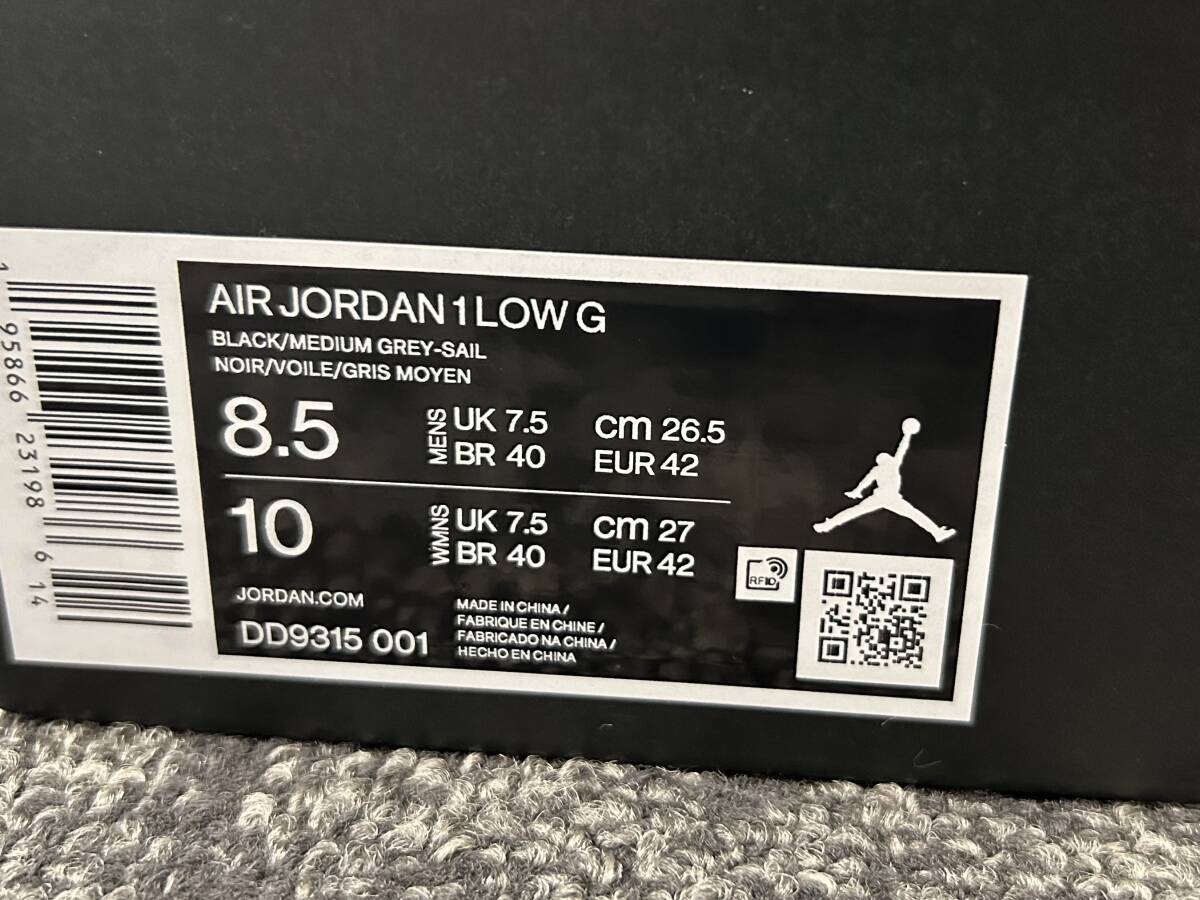 1 95866 23198 6 14
AIR JORDAN 1 LOW G
BLACK/MEDIUM GREY-SAIL
NOIR/VOILE/GRIS MOYEN
8.5 MENS UK 7.5 cm 26.5
BR 40 EUR 42
10 WMNS UK 7.5 cm 27
BR 40 EUR 42
RFID
JORDAN.COM
DD9315 001
MADE IN CHINA /
FABRIQUE EN CHINE /
FABRICADO NA CHINA /
HECHO EN CHINA